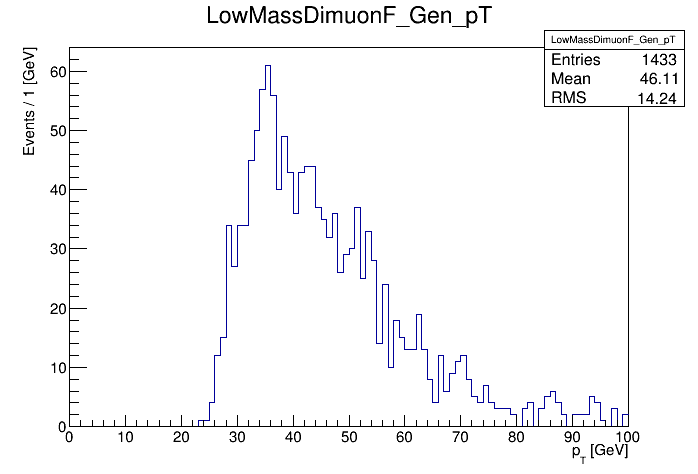 LowMassDimuonF_Gen_pT
LowMassDimuonF_Gen_pT
Entries 1433
Mean 46.11
RMS 14.24
Events / 1 [GeV]
60
50
40
30
20
10
0
0 10 20 30 40 50 60 70 80 90 100
p_T [GeV]